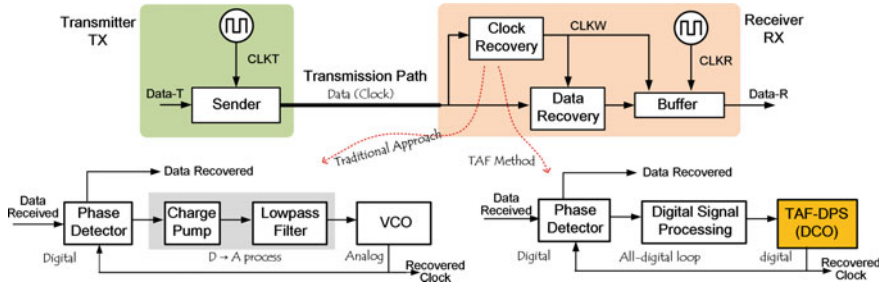 Transmitter
TX
CLKT
Data-T
Sender
Transmission Path
Data (Clock)
Clock
Recovery
CLKW
CLKR
Receiver
RX
Data
Recovery
Buffer
Data-R
Traditional Approach
TAF Method
Data Recovered
Data
Received
Phase
Detector
Charge
Pump
Lowpass
Filter
VCO
Digital
D → A process
Analog
Recovered
Clock
Data Recovered
Data
Received
Phase
Detector
Digital Signal
Processing
TAF-DPS
(DCO)
Digital
All-digital loop
digital
Recovered
Clock